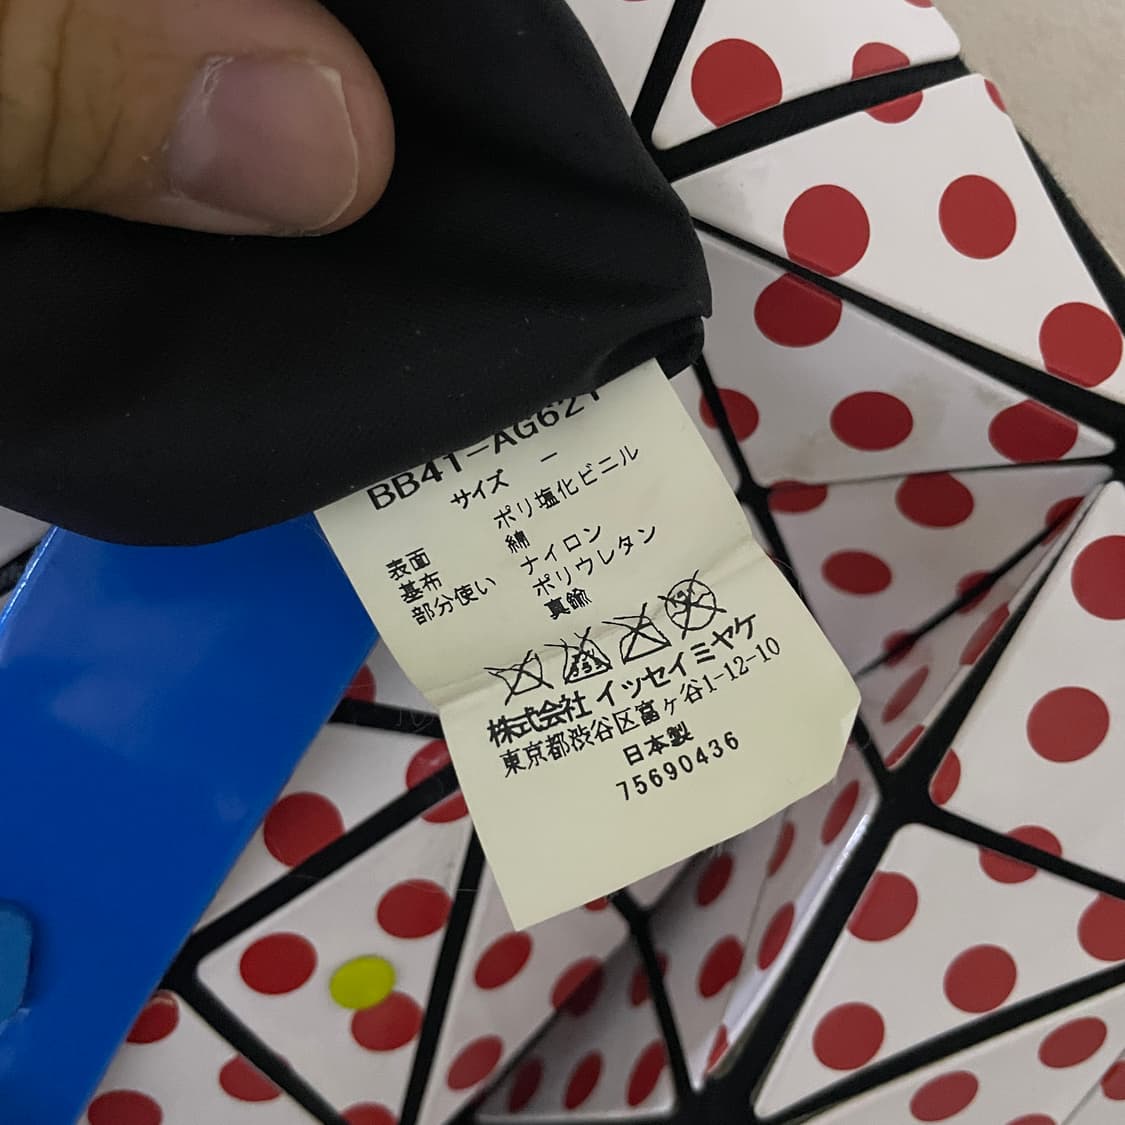 BB41-AG621
サイズ －
表面 ポリ塩化ビニル
基布 綿
部分使い ナイロン
ポリウレタン
真鍮
株式会社 イッセイミヤケ
東京都渋谷区富ヶ谷1-12-10
日本製
75690436